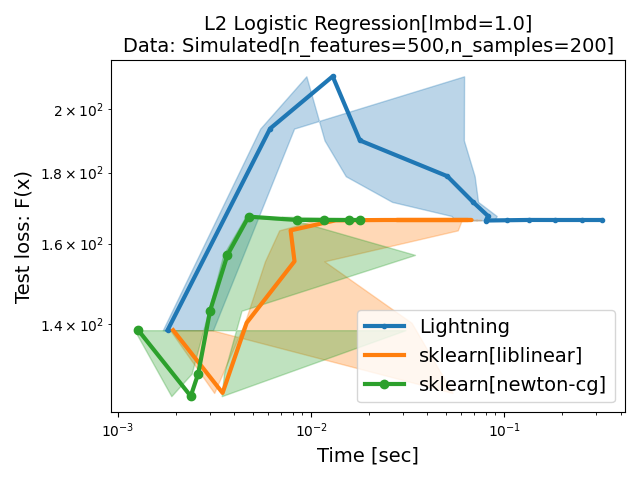 L2 Logistic Regression[lmbd=1.0]
Data: Simulated[n_features=500,n_samples=200]
Test loss: F(x)
2 × 10²
1.8 × 10²
1.6 × 10²
1.4 × 10²
Lightning
sklearn[liblinear]
sklearn[newton-cg]
10⁻³ 10⁻² 10⁻¹
Time [sec]